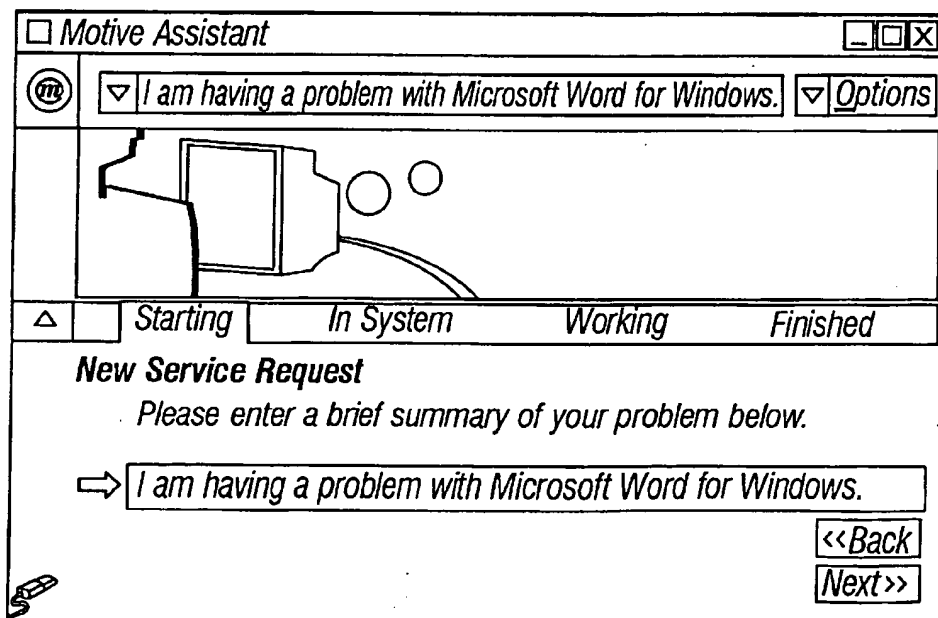 Motive Assistant
m I am having a problem with Microsoft Word for Windows. Options
Starting In System Working Finished
New Service Request
Please enter a brief summary of your problem below.
I am having a problem with Microsoft Word for Windows.
<<Back
Next>>